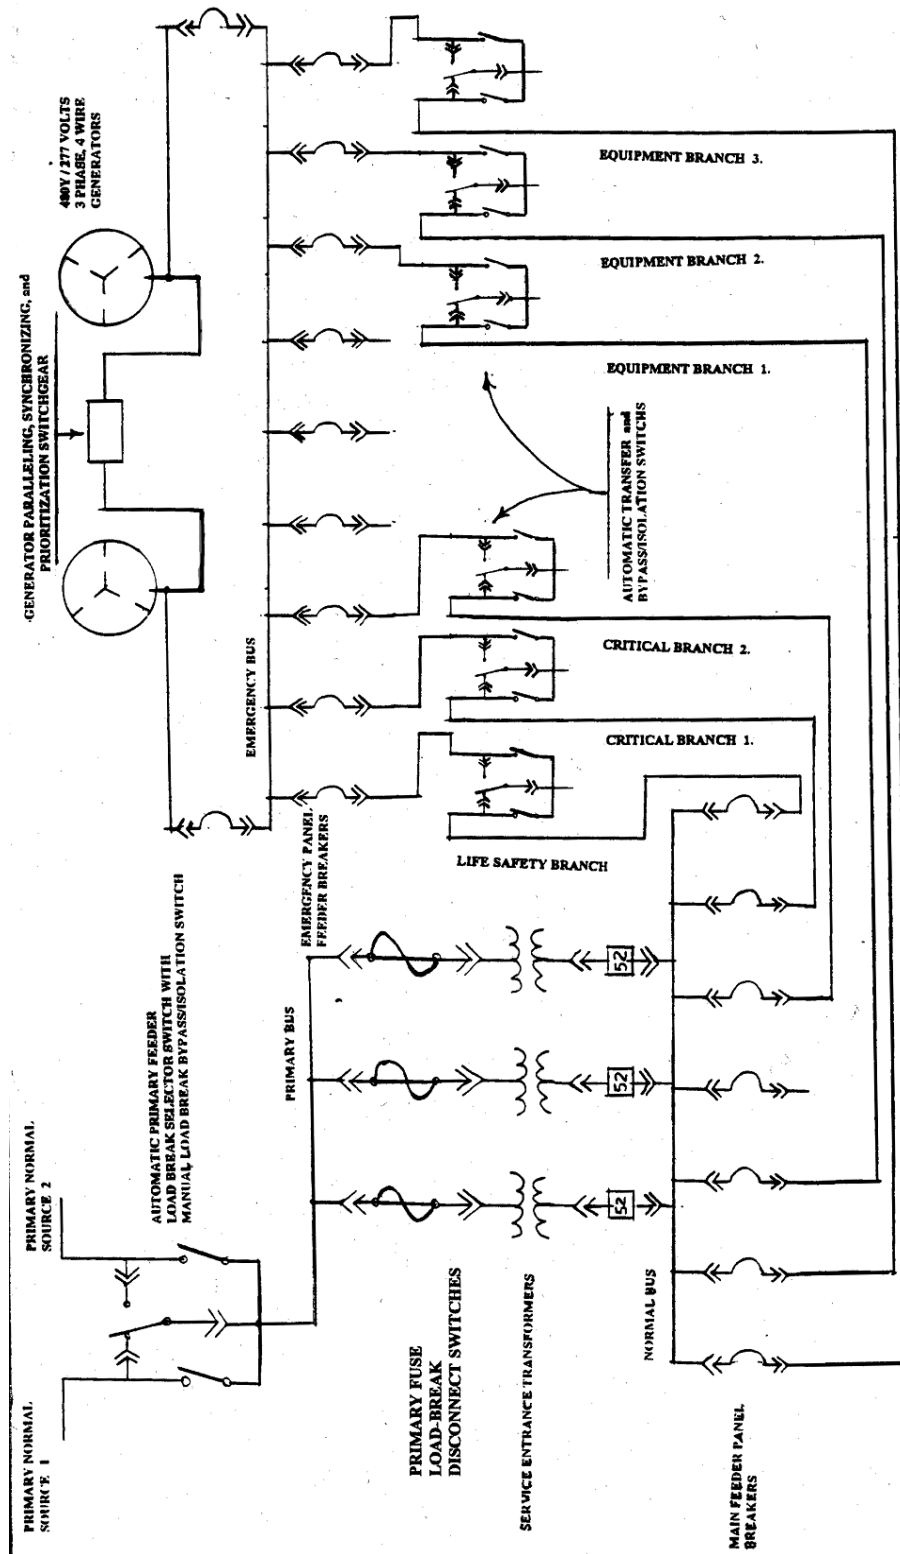 480Y / 277 VOLTS
3 PHASE, 4 WIRE
GENERATORS
GENERATOR PARALLELING, SYNCHRONIZING, and
PRIORITIZATION SWITCHGEAR
EQUIPMENT BRANCH 3.
EQUIPMENT BRANCH 2.
EQUIPMENT BRANCH 1.
AUTOMATIC TRANSFER and
BYPASS/ISOLATION SWITCHS
EMERGENCY BUS
CRITICAL BRANCH 2.
CRITICAL BRANCH 1.
LIFE SAFETY BRANCH
EMERGENCY PANEL
FEEDER BREAKERS
AUTOMATIC PRIMARY FEEDER
LOAD BREAK SELECTOR SWITCH WITH
MANUAL LOAD BREAK BYPASS/ISOLATION SWITCH
PRIMARY BUS
52
52
52
PRIMARY NORMAL
SOURCE 2
PRIMARY NORMAL
SOURCE 1
PRIMARY FUSE
LOAD-BREAK
DISCONNECT SWITCHES
SERVICE ENTRANCE TRANSFORMERS
NORMAL BUS
MAIN FEEDER PANEL
BREAKERS